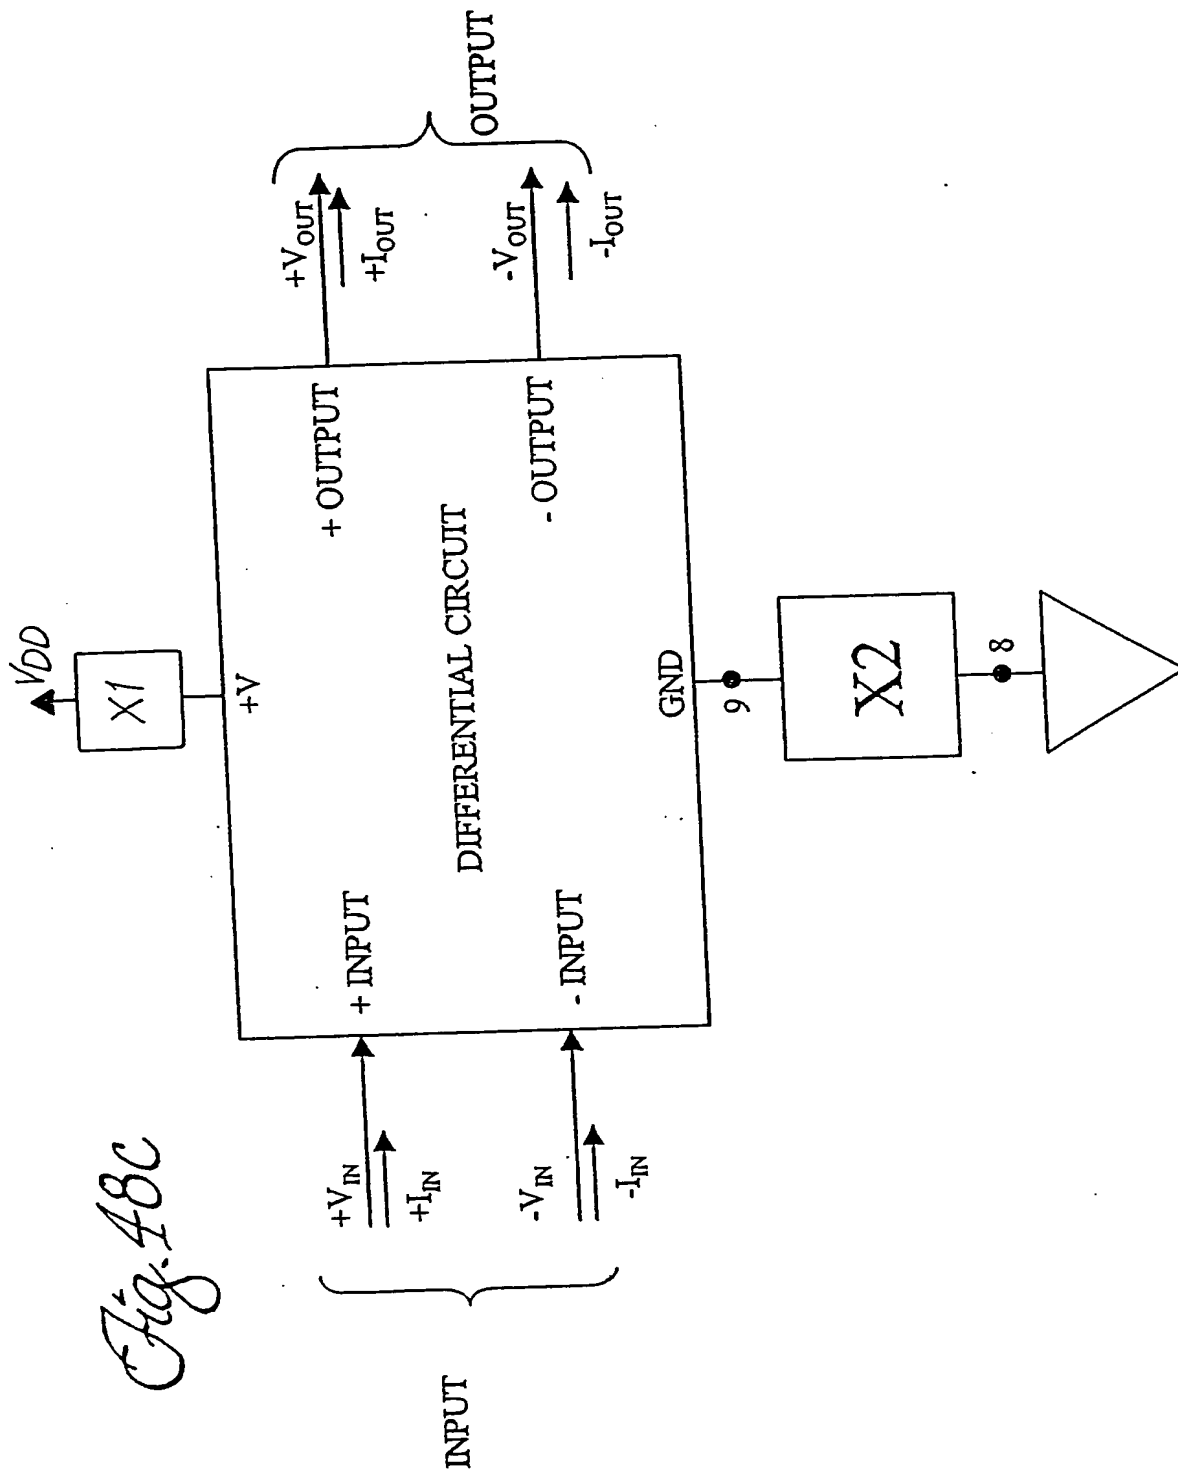 Fig. 48C
VDD
X1
+V
INPUT
+VIN
+IIN
-VIN
-IIN
+ INPUT
- INPUT
DIFFERENTIAL CIRCUIT
+ OUTPUT
- OUTPUT
+VOUT
+IOUT
-VOUT
-IOUT
OUTPUT
GND
9
X2
8